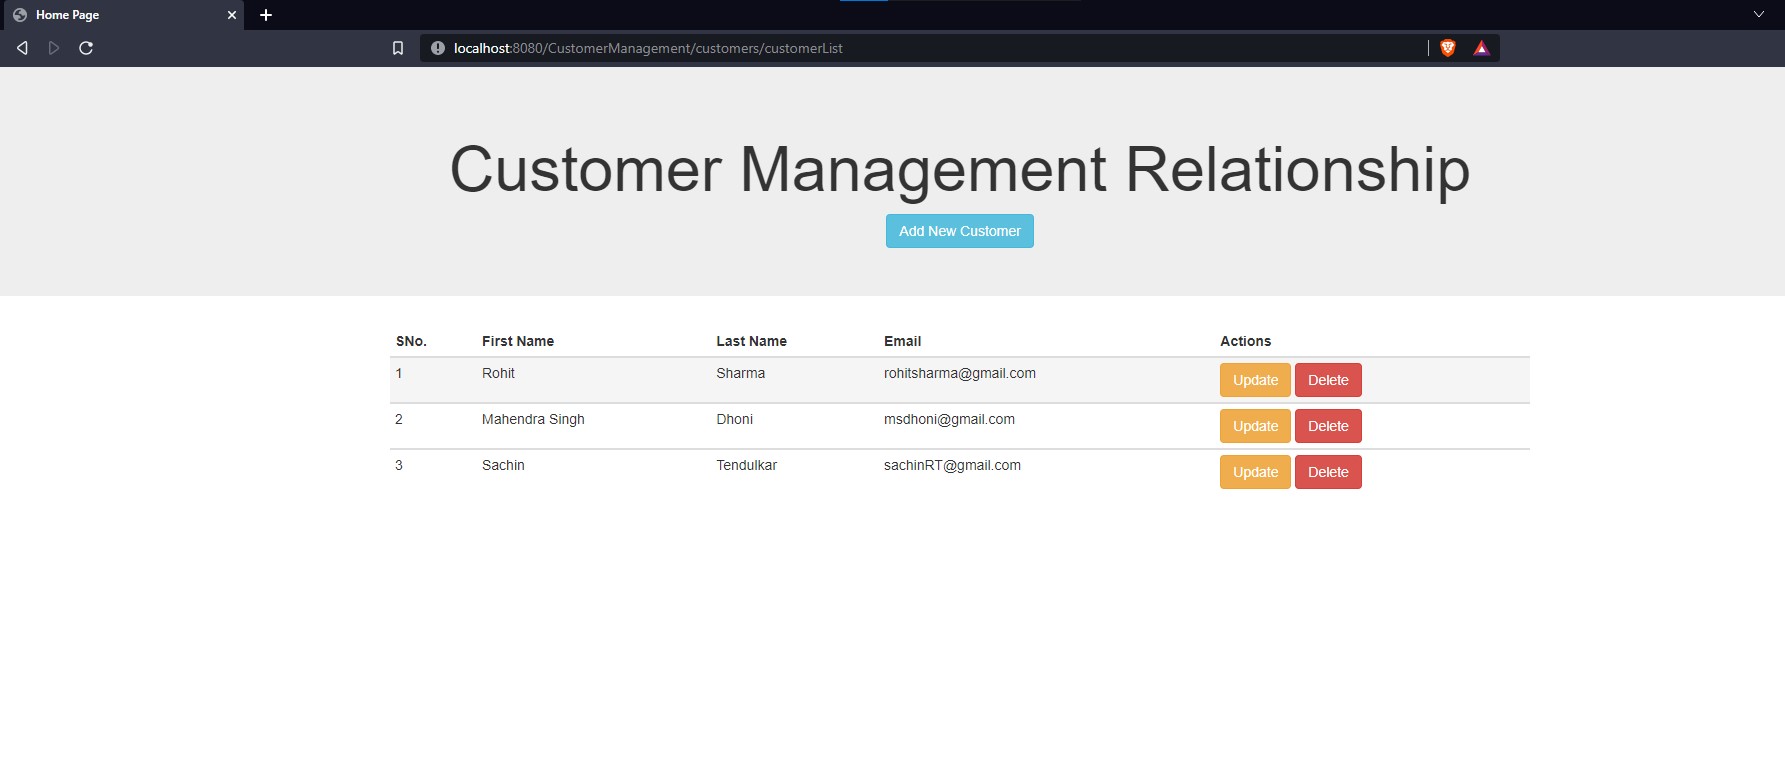 Home Page
localhost:8080/CustomerManagement/customers/customerList
Customer Management Relationship
Add New Customer
SNo. First Name Last Name Email Actions
1 Rohit Sharma rohitsharma@gmail.com Update Delete
2 Mahendra Singh Dhoni msdhoni@gmail.com Update Delete
3 Sachin Tendulkar sachinRT@gmail.com Update Delete